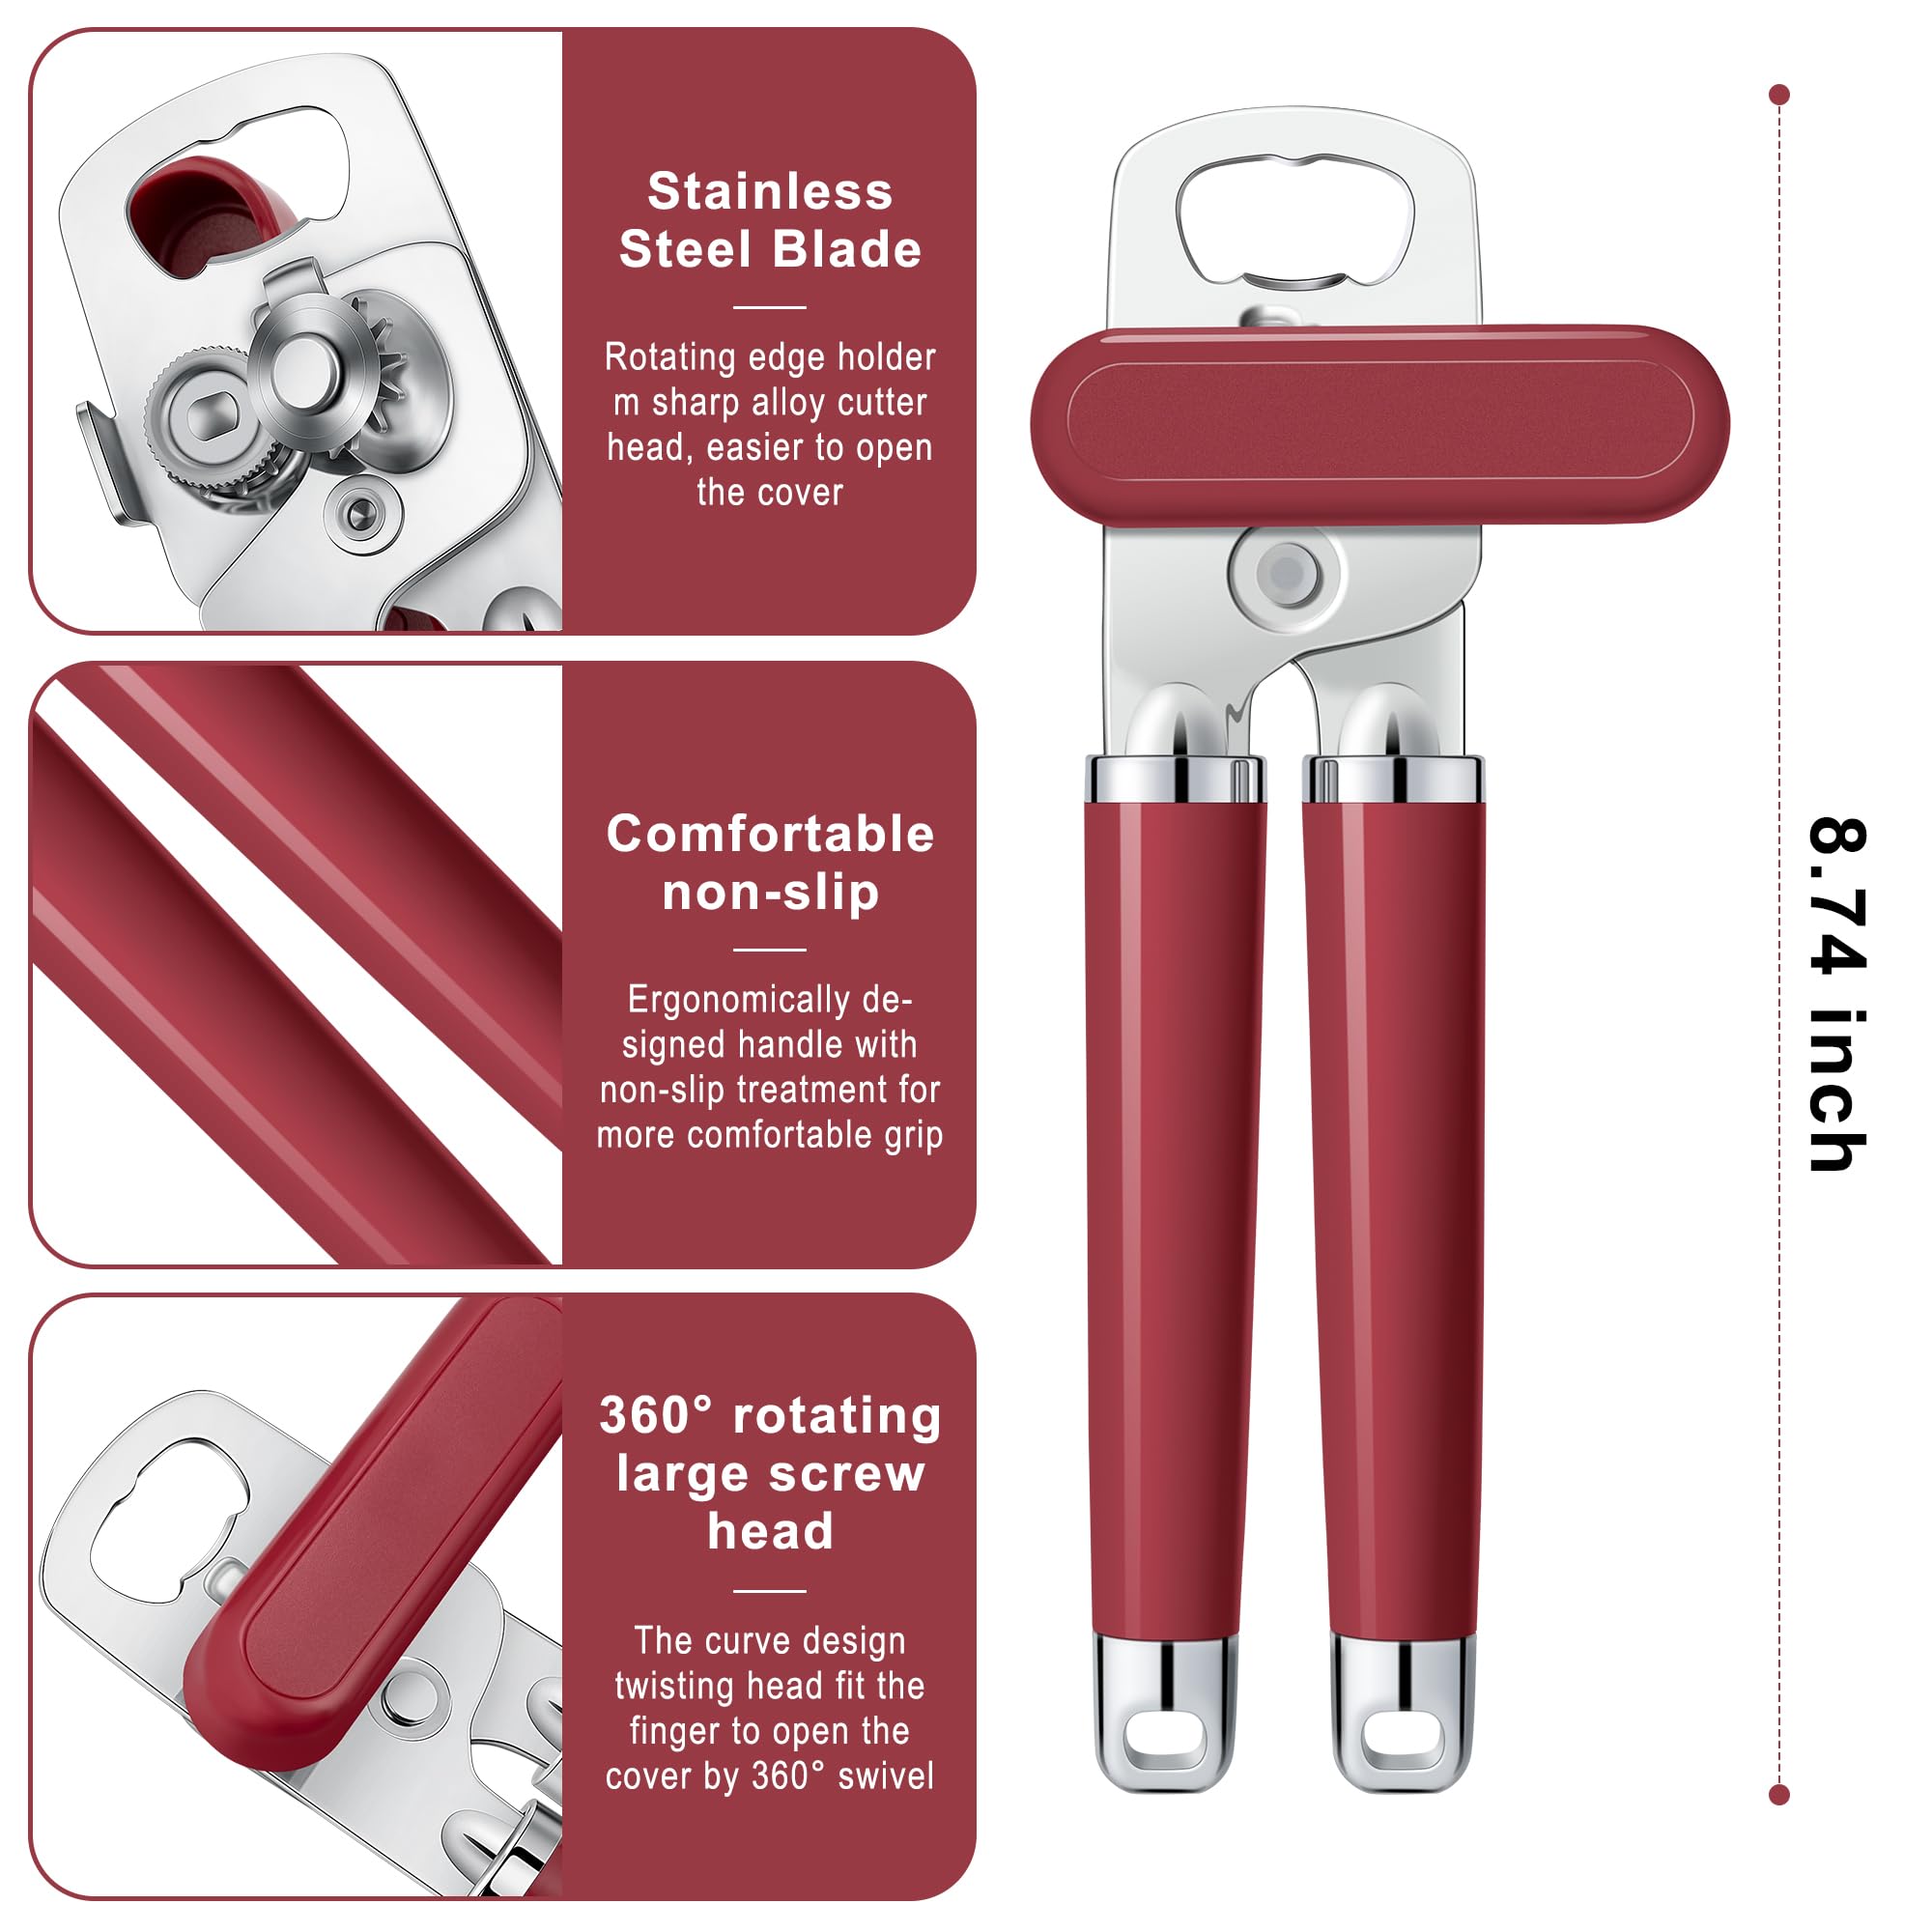 Stainless
Steel Blade
Rotating edge holder
m sharp alloy cutter
head, easier to open
the cover
Comfortable
non-slip
Ergonomically de-
signed handle with
non-slip treatment for
more comfortable grip
360° rotating
large screw
head
The curve design
twisting head fit the
finger to open the
cover by 360° swivel
8.74 inch